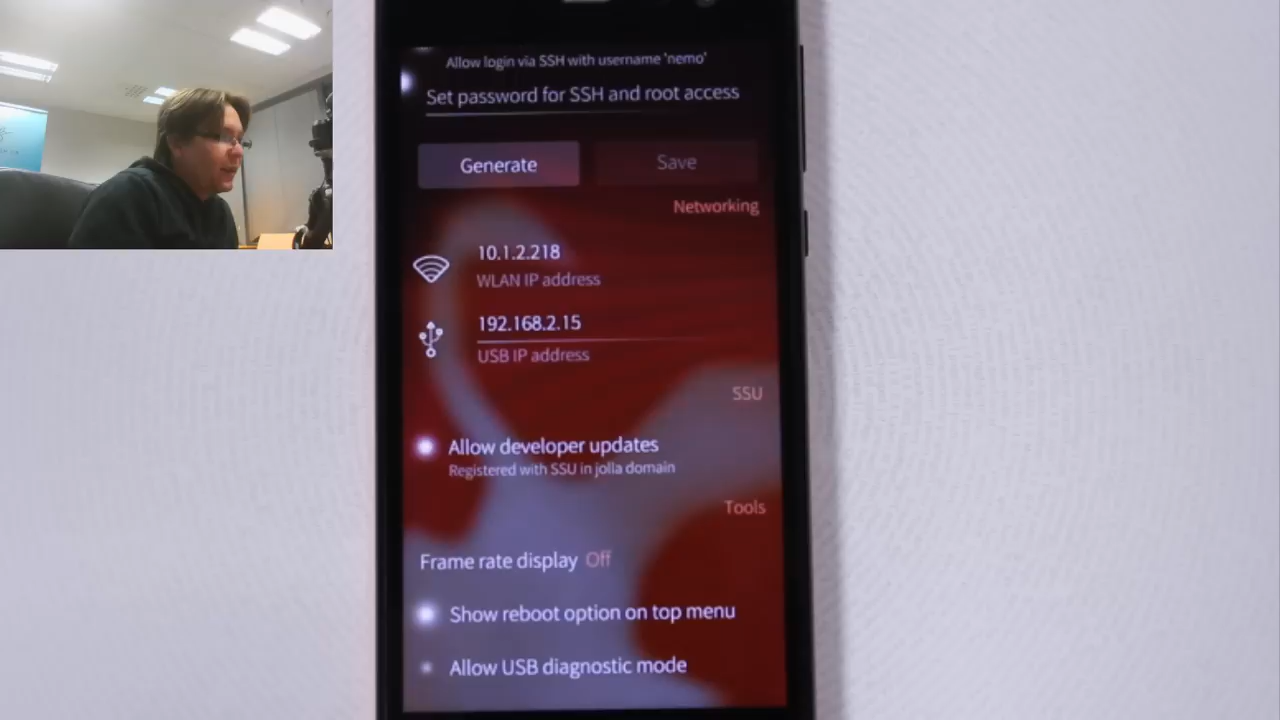 Allow login via SSH with username 'nemo'
Set password for SSH and root access
Generate
Save
Networking
10.1.2.218
WLAN IP address
192.168.2.15
USB IP address
SSU
Allow developer updates
Registered with SSU in jolla domain
Tools
Frame rate display Off
Show reboot option on top menu
Allow USB diagnostic mode